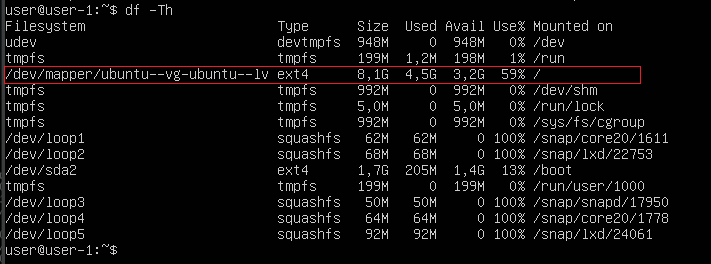 user@user-1:~$ df -Th
Filesystem Type Size Used Avail Use% Mounted on
udev devtmpfs 948M 0 948M 0% /dev
tmpfs tmpfs 199M 1,2M 198M 1% /run
/dev/mapper/ubuntu--vg-ubuntu--lv ext4 8,1G 4,5G 3,2G 59% /
tmpfs tmpfs 992M 0 992M 0% /dev/shm
tmpfs tmpfs 5,0M 0 5,0M 0% /run/lock
tmpfs tmpfs 992M 0 992M 0% /sys/fs/cgroup
/dev/loop1 squashfs 62M 62M 0 100% /snap/core20/1611
/dev/loop2 squashfs 68M 68M 0 100% /snap/lxd/22753
/dev/sda2 ext4 1,7G 205M 1,4G 13% /boot
tmpfs tmpfs 199M 0 199M 0% /run/user/1000
/dev/loop3 squashfs 50M 50M 0 100% /snap/snapd/17950
/dev/loop4 squashfs 64M 64M 0 100% /snap/core20/1778
/dev/loop5 squashfs 92M 92M 0 100% /snap/lxd/24061
user@user-1:~$